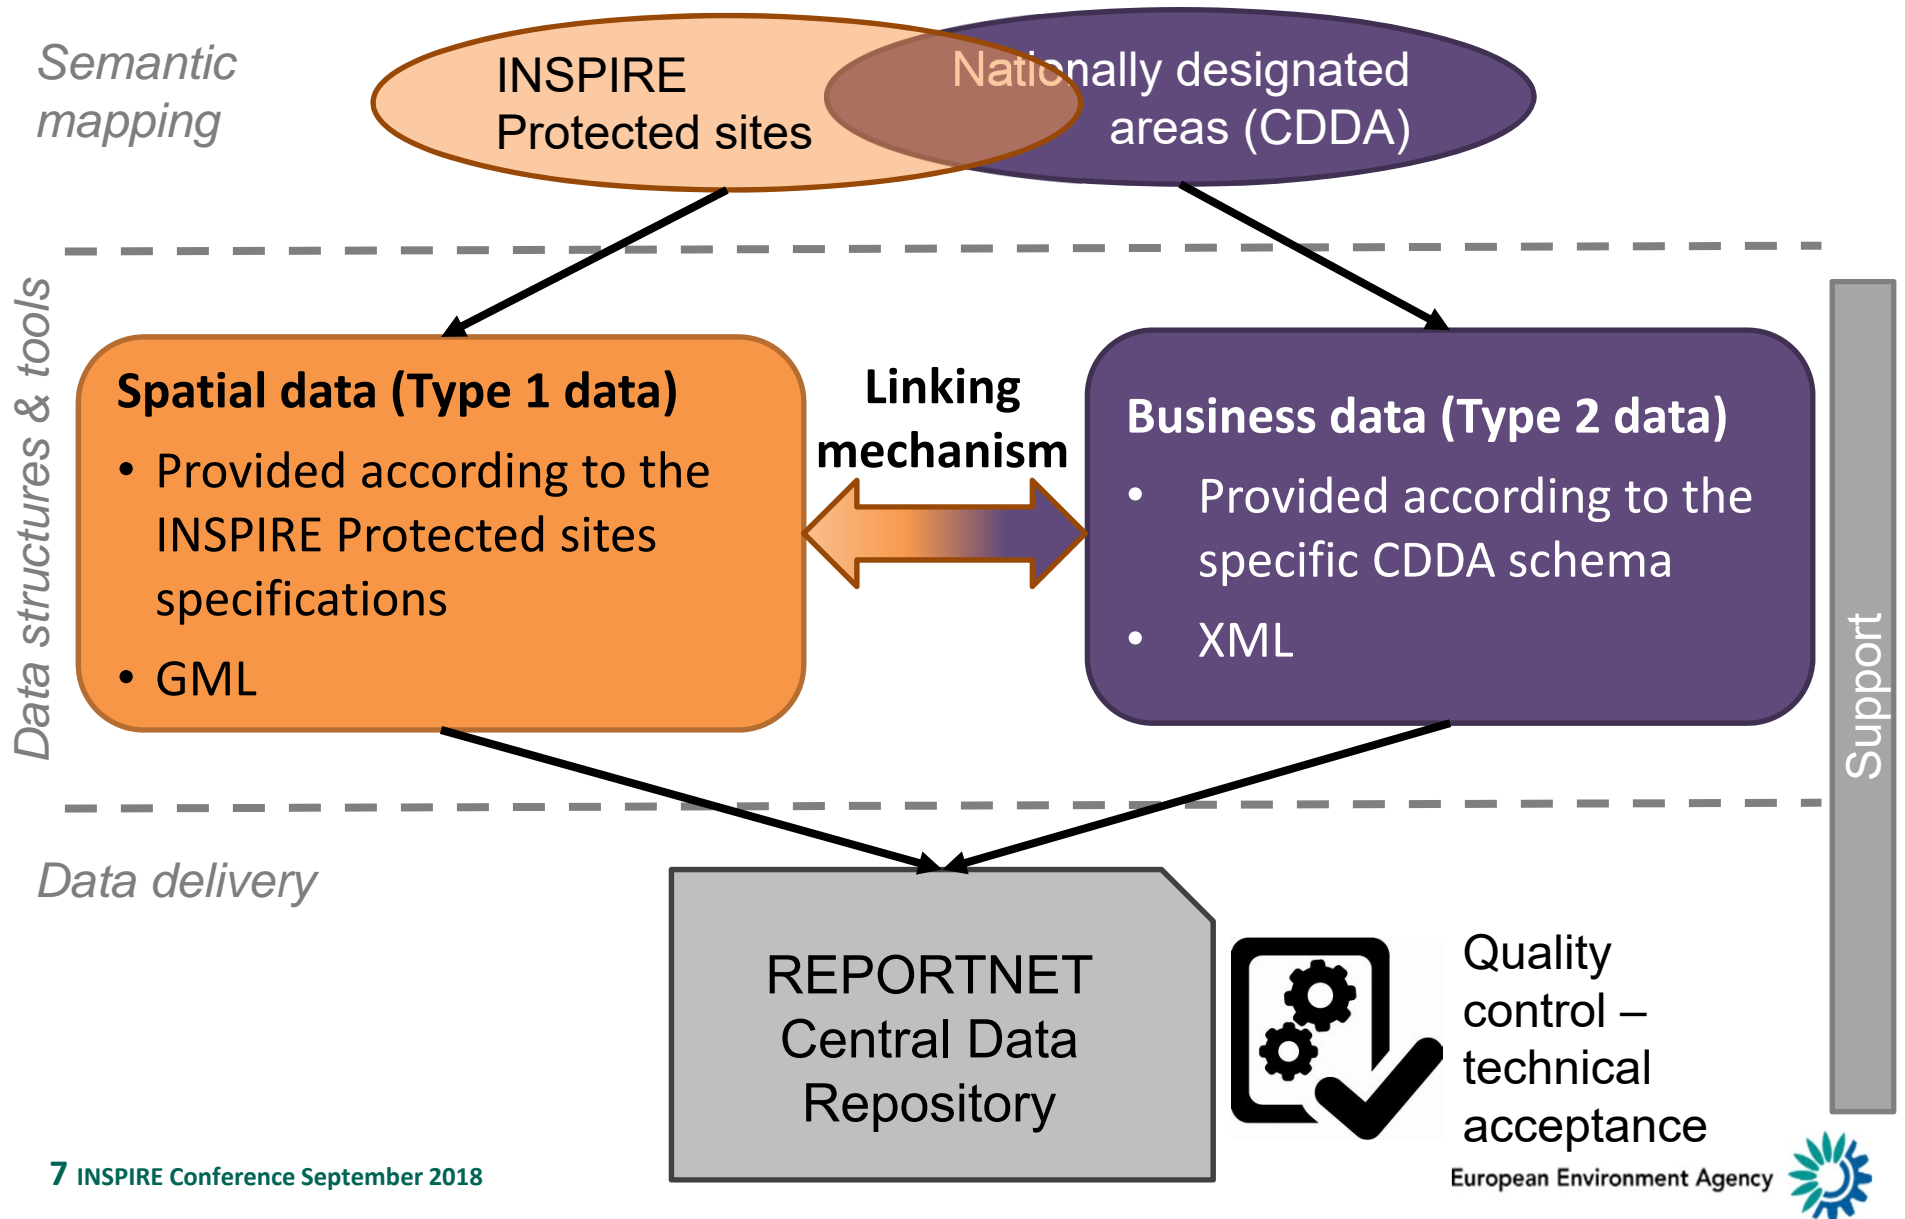 Semantic
mapping
INSPIRE
Protected sites
Nationally designated
areas (CDDA)
Data structures & tools
Spatial data (Type 1 data)
• Provided according to the
INSPIRE Protected sites
specifications
• GML
Linking
mechanism
Business data (Type 2 data)
• Provided according to the
specific CDDA schema
• XML
Support
Data delivery
REPORTNET
Central Data
Repository
Quality
control –
technical
acceptance
7 INSPIRE Conference September 2018
European Environment Agency